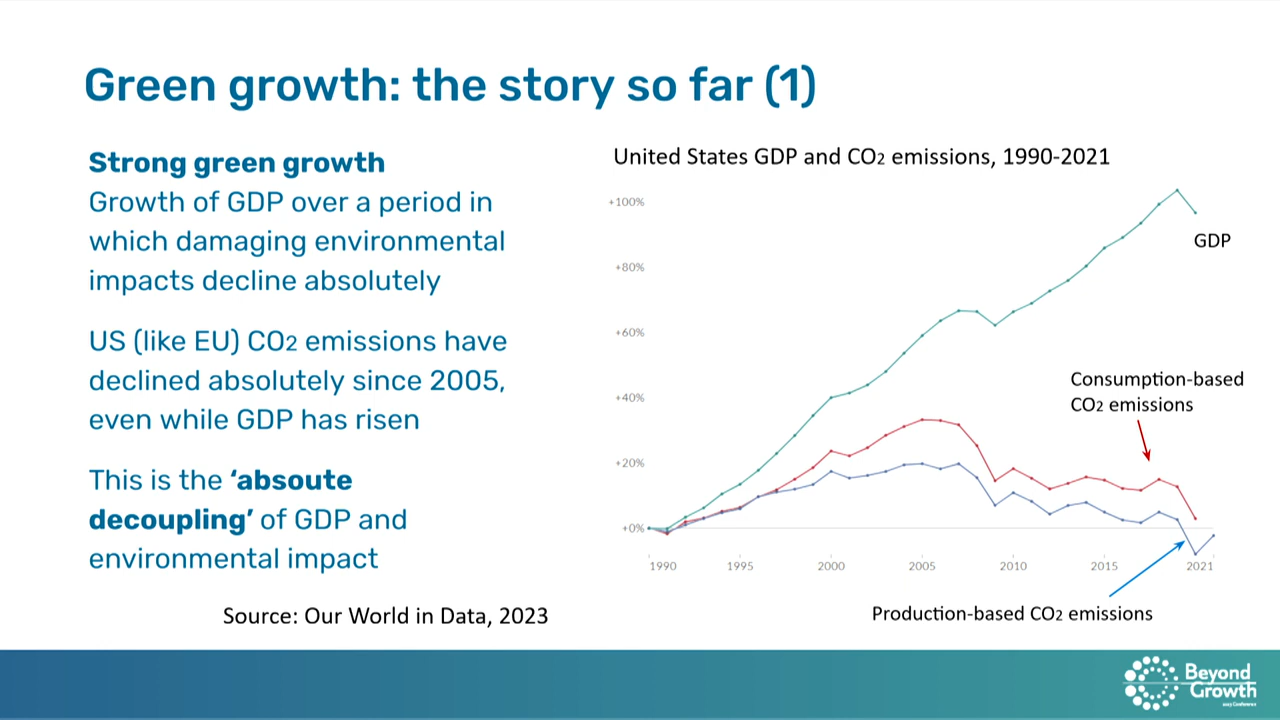 Green growth: the story so far (1)
Strong green growth
Growth of GDP over a period in
which damaging environmental
impacts decline absolutely
US (like EU) CO2 emissions have
declined absolutely since 2005,
even while GDP has risen
This is the ‘absoute
decoupling’ of GDP and
environmental impact
Source: Our World in Data, 2023
United States GDP and CO2 emissions, 1990-2021
+100%
+80%
+60%
+40%
+20%
+0%
GDP
Consumption-based
CO2 emissions
1990 1995 2000 2005 2010 2015 2021
Production-based CO2 emissions
Beyond
Growth
2023 Conference